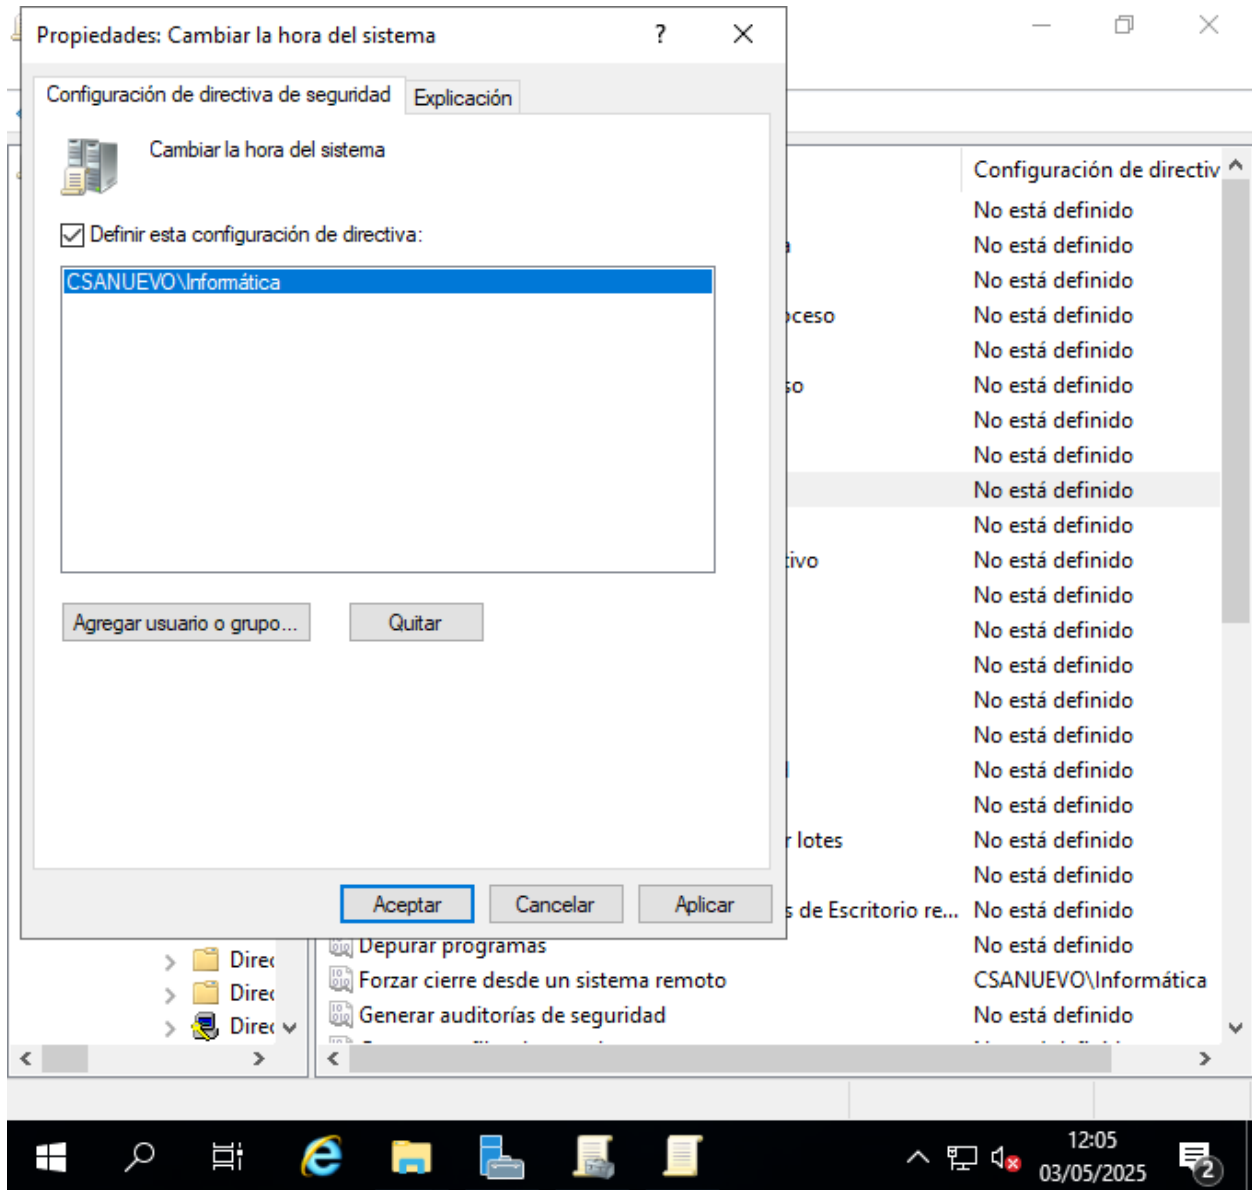 Propiedades: Cambiar la hora del sistema
?
Configuración de directiva de seguridad
Explicación
Cambiar la hora del sistema
Definir esta configuración de directiva:
CSANUEVO\Informática
Agregar usuario o grupo...
Quitar
Aceptar
Cancelar
Aplicar
Configuración de directiv
No está definido
No está definido
No está definido
oceso No está definido
No está definido
so No está definido
No está definido
No está definido
No está definido
No está definido
tivo No está definido
No está definido
No está definido
No está definido
No está definido
No está definido
No está definido
No está definido
r lotes No está definido
No está definido
s de Escritorio re... No está definido
Depurar programas No está definido
Forzar cierre desde un sistema remoto CSANUEVO\Informática
Generar auditorías de seguridad No está definido
Direc
Direc
Direc
12:05
03/05/2025
2